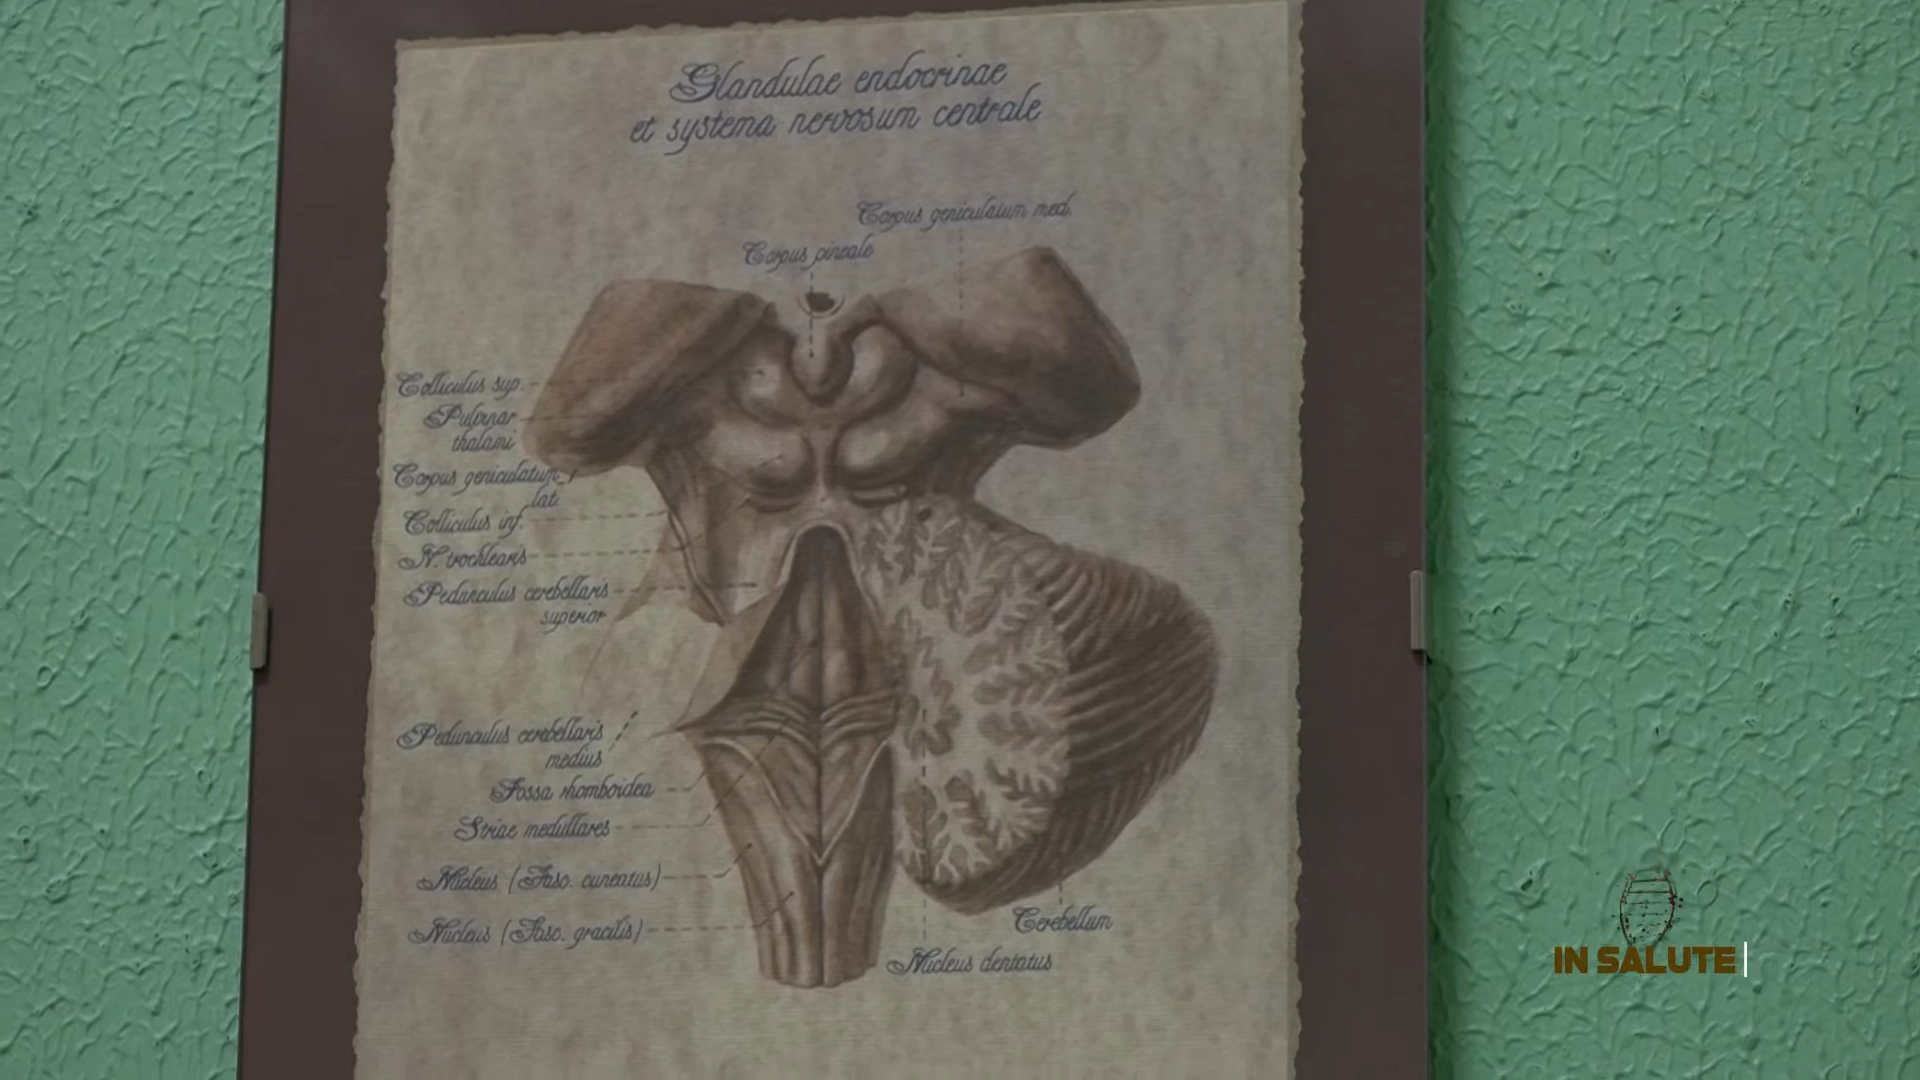 Glandulae endocrinae
et systema nervosum centrale
Corpus geniculatum med.
Corpus pineale
Colliculus sup.
Pulvinar
thalami
Corpus geniculatum
lat.
Colliculus inf.
N. trochlearis
Pedunculus cerebellaris
superior
Pedunculus cerebellaris
medius
Fossa rhomboidea
Striae medullares
Nucleus (Fasc. cuneatus)
Nucleus (Fasc. gracilis)
Cerebellum
Nucleus dentatus
IN SALUTE